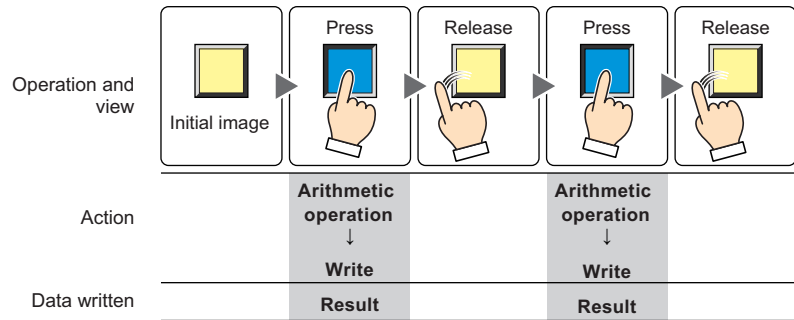 Press
Release
Press
Release
Operation and
view
Initial image
Action
Arithmetic
operation
↓
Write
Arithmetic
operation
↓
Write
Data written
Result
Result